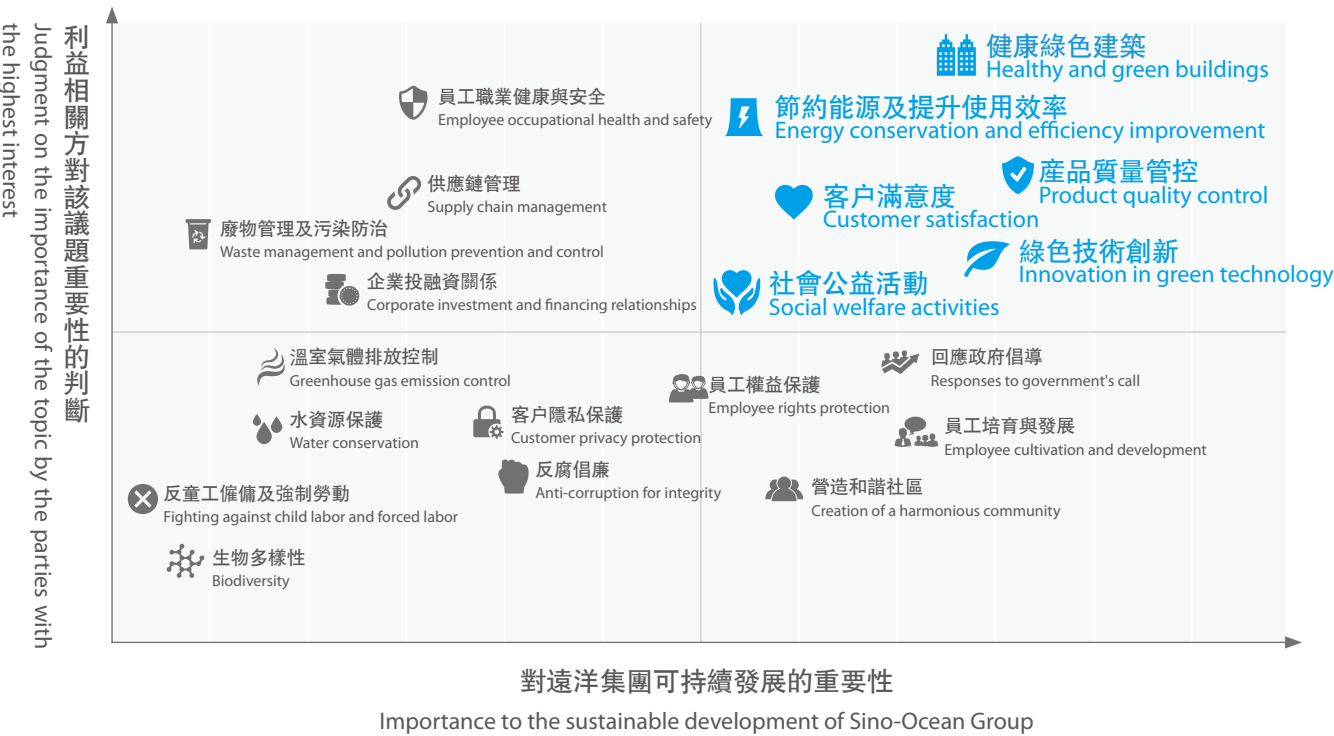 利益相關方對該議題重要性的判斷
Judgment on the importance of the topic by the parties with
the highest interest
健康綠色建築
Healthy and green buildings
員工職業健康與安全
Employee occupational health and safety
節約能源及提升使用效率
Energy conservation and efficiency improvement
產品質量管控
Product quality control
供應鏈管理
Supply chain management
客户滿意度
Customer satisfaction
廢物管理及污染防治
Waste management and pollution prevention and control
綠色技術創新
Innovation in green technology
企業投融資關係
Corporate investment and financing relationships
社會公益活動
Social welfare activities
溫室氣體排放控制
Greenhouse gas emission control
回應政府倡導
Responses to government's call
員工權益保護
Employee rights protection
水資源保護
Water conservation
客户隱私保護
Customer privacy protection
員工培育與發展
Employee cultivation and development
反腐倡廉
Anti-corruption for integrity
反童工僱傭及強制勞動
Fighting against child labor and forced labor
營造和諧社區
Creation of a harmonious community
生物多樣性
Biodiversity
對遠洋集團可持續發展的重要性
Importance to the sustainable development of Sino-Ocean Group